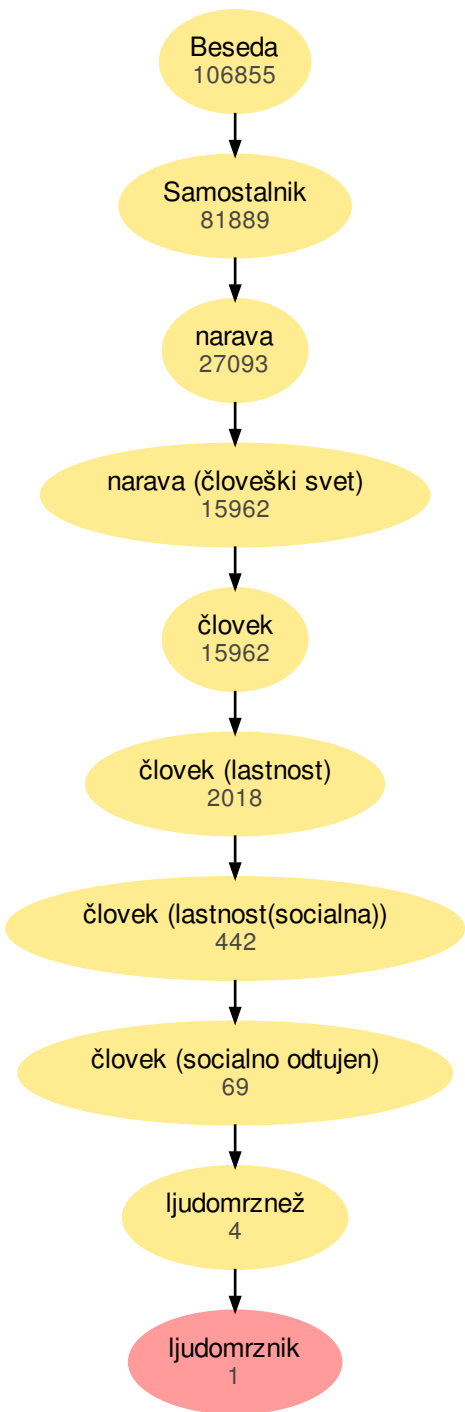 Beseda
106855
Samostalnik
81889
narava
27093
narava (človeški svet)
15962
človek
15962
človek (lastnost)
2018
človek (lastnost(socialna))
442
človek (socialno odtujen)
69
ljudomrznež
4
ljudomrznik
1